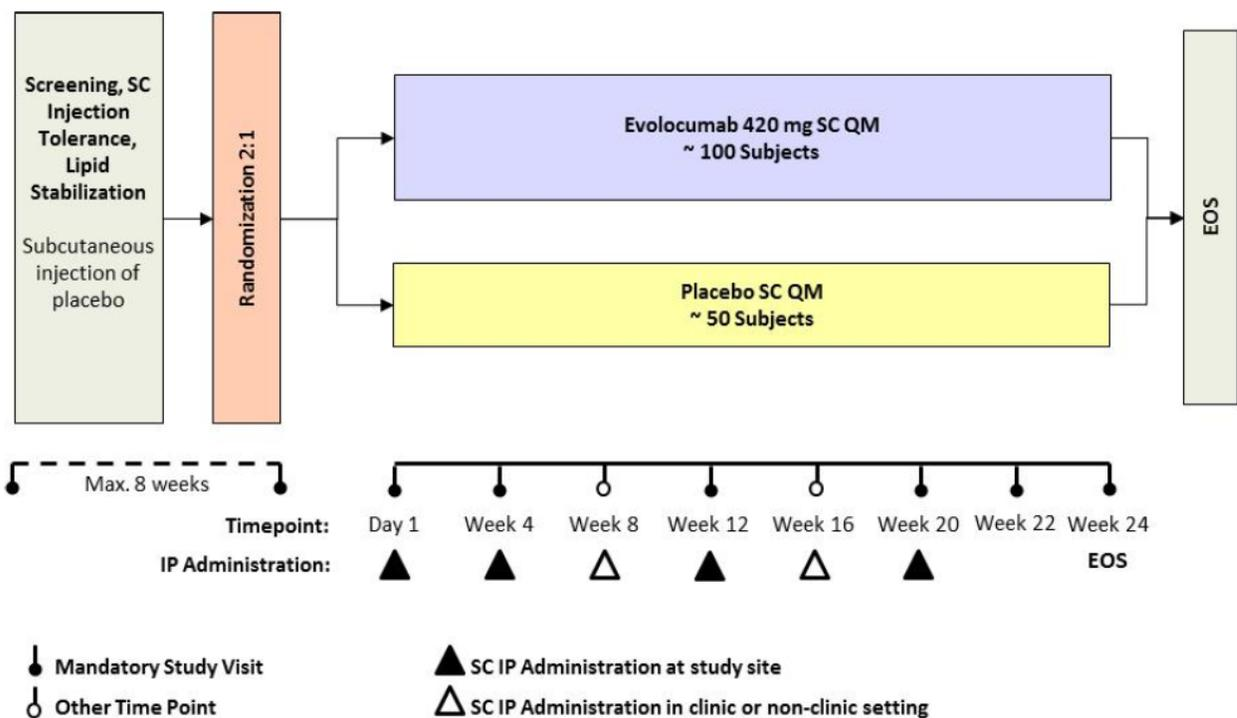 Screening, SC
Injection
Tolerance,
Lipid
Stabilization
Subcutaneous
injection of
placebo
Randomization 2:1
Evolocumab 420 mg SC QM
~ 100 Subjects
Placebo SC QM
~ 50 Subjects
EOS
Max. 8 weeks
Timepoint: Day 1 Week 4 Week 8 Week 12 Week 16 Week 20 Week 22 Week 24
IP Administration: EOS
Mandatory Study Visit
Other Time Point
SC IP Administration at study site
SC IP Administration in clinic or non-clinic setting